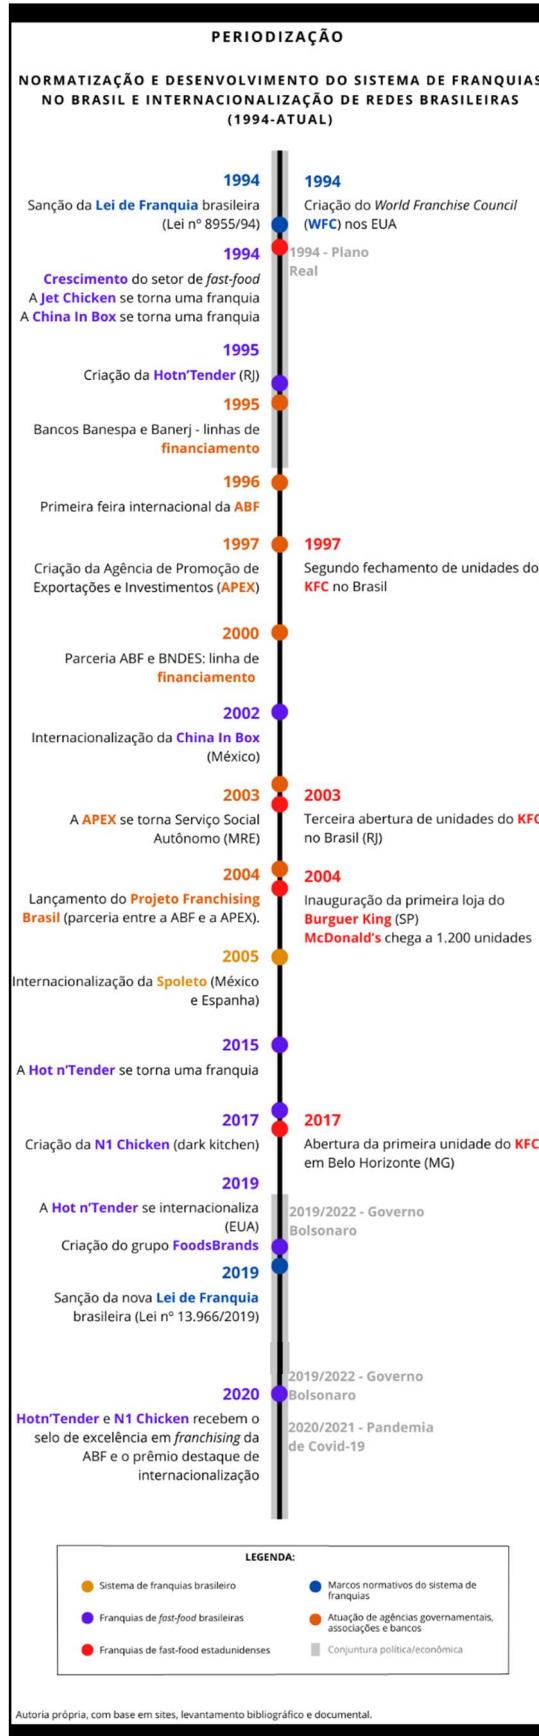 PERIODIZAÇÃO
NORMATIZAÇÃO E DESENVOLVIMENTO DO SISTEMA DE FRANQUIAS
NO BRASIL E INTERNACIONALIZAÇÃO DE REDES BRASILEIRAS
(1994-ATUAL)
1994
Sanção da Lei de Franquia brasileira
(Lei nº 8955/94)
1994
Criação do World Franchise Council
(WFC) nos EUA
1994
Crescimento do setor de fast-food
A Jet Chicken se torna uma franquia
A China In Box se torna uma franquia
1994 - Plano
Real
1995
Criação da Hotn'Tender (RJ)
1995
Bancos Banespa e Banerj - linhas de
financiamento
1996
Primeira feira internacional da ABF
1997
Criação da Agência de Promoção de
Exportações e Investimentos (APEX)
1997
Segundo fechamento de unidades do
KFC no Brasil
2000
Parceria ABF e BNDES: linha de
financiamento
2002
Internacionalização da China In Box
(México)
2003
A APEX se torna Serviço Social
Autônomo (MRE)
2003
Terceira abertura de unidades do KFC
no Brasil (RJ)
2004
Lançamento do Projeto Franchising
Brasil (parceria entre a ABF e a APEX).
2004
Inauguração da primeira loja do
Burguer King (SP)
McDonald's chega a 1.200 unidades
2005
Internacionalização da Spoleto (México
e Espanha)
2015
A Hot n'Tender se torna uma franquia
2017
Criação da N1 Chicken (dark kitchen)
2017
Abertura da primeira unidade do KFC
em Belo Horizonte (MG)
2019
A Hot n'Tender se internacionaliza
(EUA)
Criação do grupo FoodsBrands
2019/2022 - Governo
Bolsonaro
2019
Sanção da nova Lei de Franquia
brasileira (Lei nº 13.966/2019)
2019/2022 - Governo
Bolsonaro
2020
Hotn'Tender e N1 Chicken recebem o
selo de excelência em franchising da
ABF e o prêmio destaque de
internacionalização
2020/2021 - Pandemia
de Covid-19
LEGENDA:
Sistema de franquias brasileiro
Franquias de fast-food brasileiras
Franquias de fast-food estadunidenses
Marcos normativos do sistema de
franquias
Atuação de agências governamentais,
associações e bancos
Conjuntura política/econômica
Autoria própria, com base em sites, levantamento bibliográfico e documental.